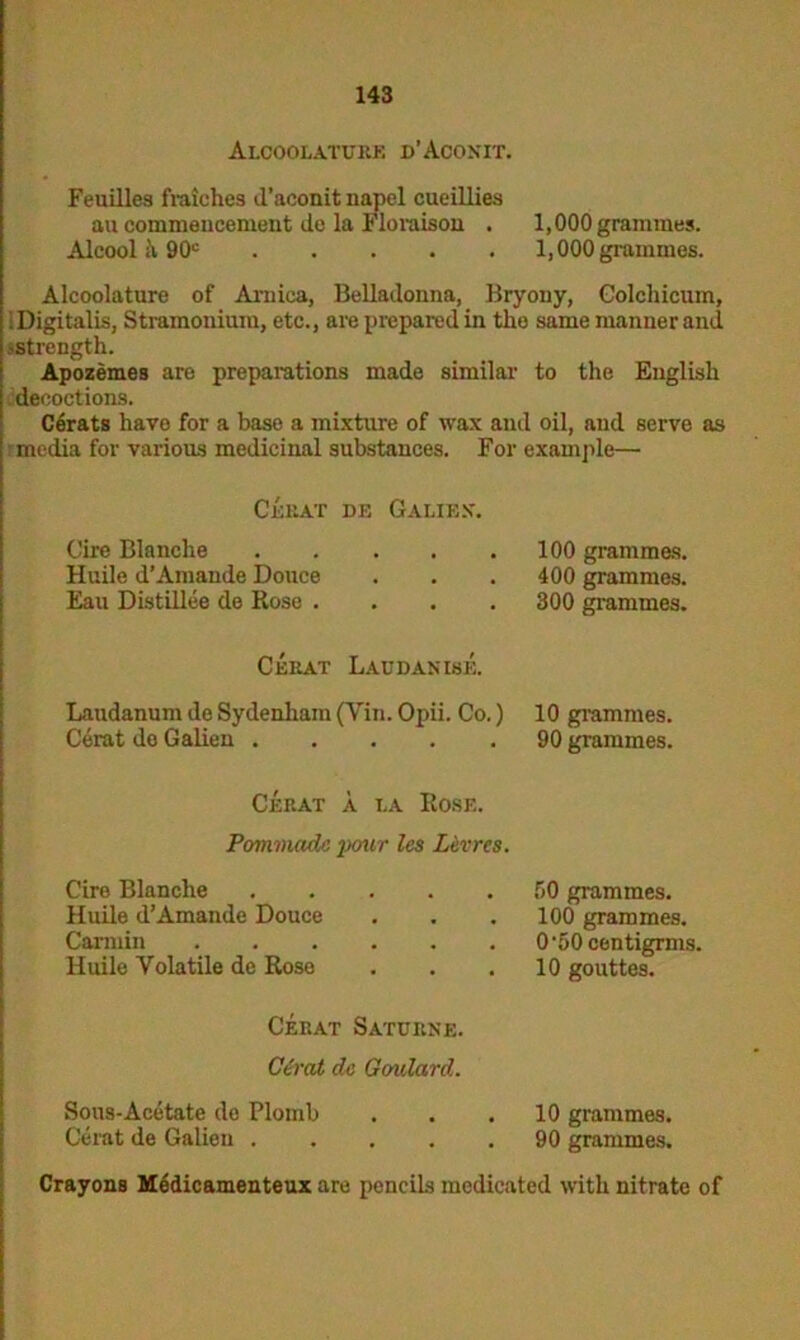 143
Alcoolature d'Aconit.
Feuilles fraîches d'aconit napel cueillies
au commencement de la Floraison . 1,000 grammes.
Alcool à 90c . . . . . 1,000 grammes.
Alcoolature of Arnica, Belladonna, Bryony, Colchicum,
Digitalis, Stramonium, etc., are prepared in the same manner and
strength.
Apozèmes are preparations made similar to the English
decoctions.
Cérats have for a base a mixture of wax and oil, and serve as
media for various medicinal substances. For example—
Cérat de Galien.
Cire Blanche . . . . . 100 grammes.
Huile d'Amande Douce . . . 400 grammes.
Eau Distillée de Rose . . . . 300 grammes.
Cérat Laudanisé.
Laudanum de Sydenham (Vin. Opii. Co.) 10 grammes.
Cérat de Galien . . . . . 90 grammes.
Cérat à la Rose.
Pommade pour les Lèvres.
Cire Blanche . . . . . 50 grammes.
Huile d'Amande Douce . . . 100 grammes.
Carmin . . . . . . 0·50 centigrms.
Huile Volatile de Rose . . . 10 gouttes.
Cérat Saturne.
Cérat de Goulard.
Sous-Acétate de Plomb . . . 10 grammes.
Cérat de Galien . . . . . 90 grammes.
Crayons Médicamenteux are pencils medicated with nitrate of